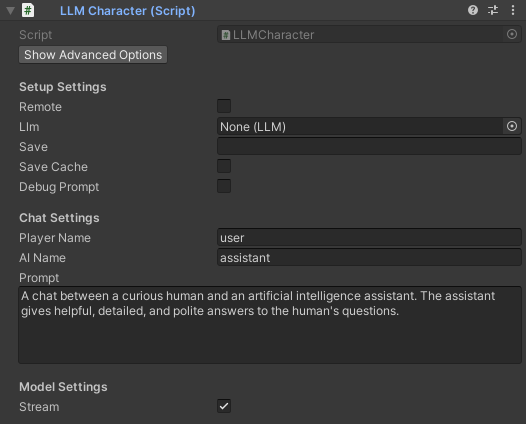 LLM Character (Script)
Script LLMCharacter
Show Advanced Options
Setup Settings
Remote
Llm None (LLM)
Save
Save Cache
Debug Prompt
Chat Settings
Player Name user
AI Name assistant
Prompt
A chat between a curious human and an artificial intelligence assistant. The assistant
gives helpful, detailed, and polite answers to the human's questions.
Model Settings
Stream